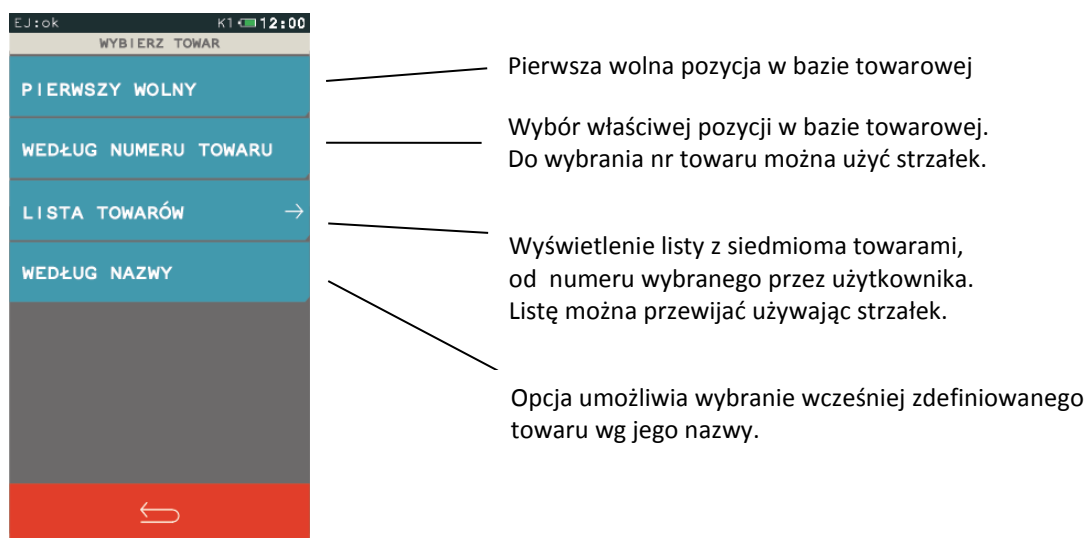 EJ:ok K1 12:00
WYBIERZ TOWAR
PIERWSZY WOLNY
WEDŁUG NUMERU TOWARU
LISTA TOWARÓW →
WEDŁUG NAZWY
Pierwsza wolna pozycja w bazie towarowej
Wybór właściwej pozycji w bazie towarowej.
Do wybrania nr towaru można użyć strzałek.
Wyświetlenie listy z siedmioma towarami,
od numeru wybranego przez użytkownika.
Listę można przewijać używając strzałek.
Opcja umożliwia wybranie wcześniej zdefiniowanego
towaru wg jego nazwy.